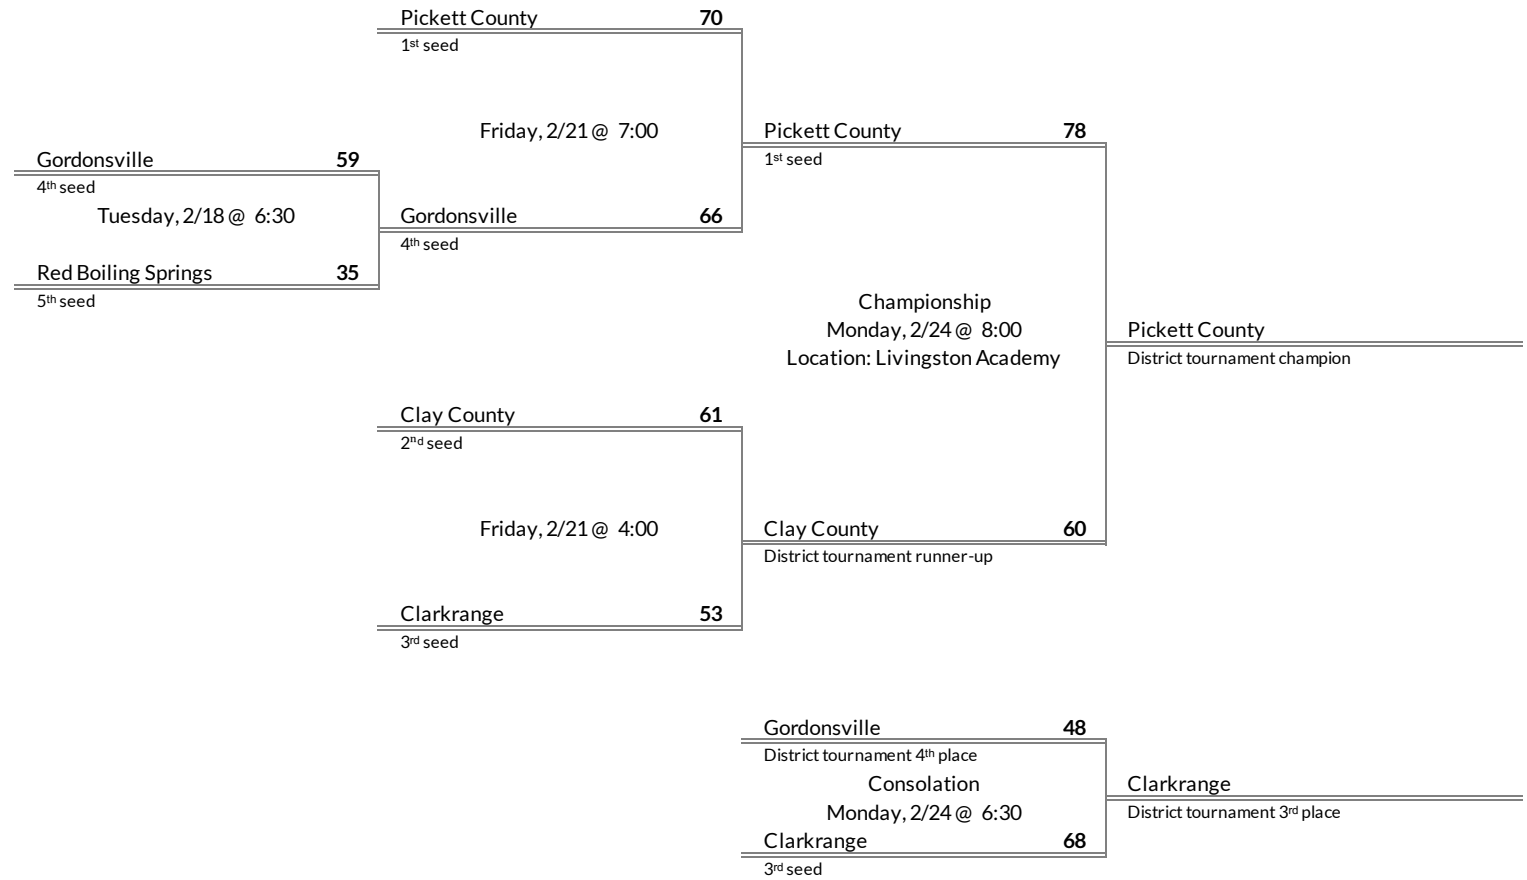 Pickett County 70
1st seed
Friday, 2/21 @ 7:00
Pickett County 78
1st seed
Gordonsville 59
4th seed
Tuesday, 2/18 @ 6:30
Gordonsville 66
4th seed
Red Boiling Springs 35
5th seed
Championship
Monday, 2/24 @ 8:00
Location: Livingston Academy
Pickett County
District tournament champion
Clay County 61
2nd seed
Friday, 2/21 @ 4:00
Clay County 60
District tournament runner-up
Clarkrange 53
3rd seed
Gordonsville 48
District tournament 4th place
Consolation
Monday, 2/24 @ 6:30
Clarkrange
District tournament 3rd place
Clarkrange 68
3rd seed